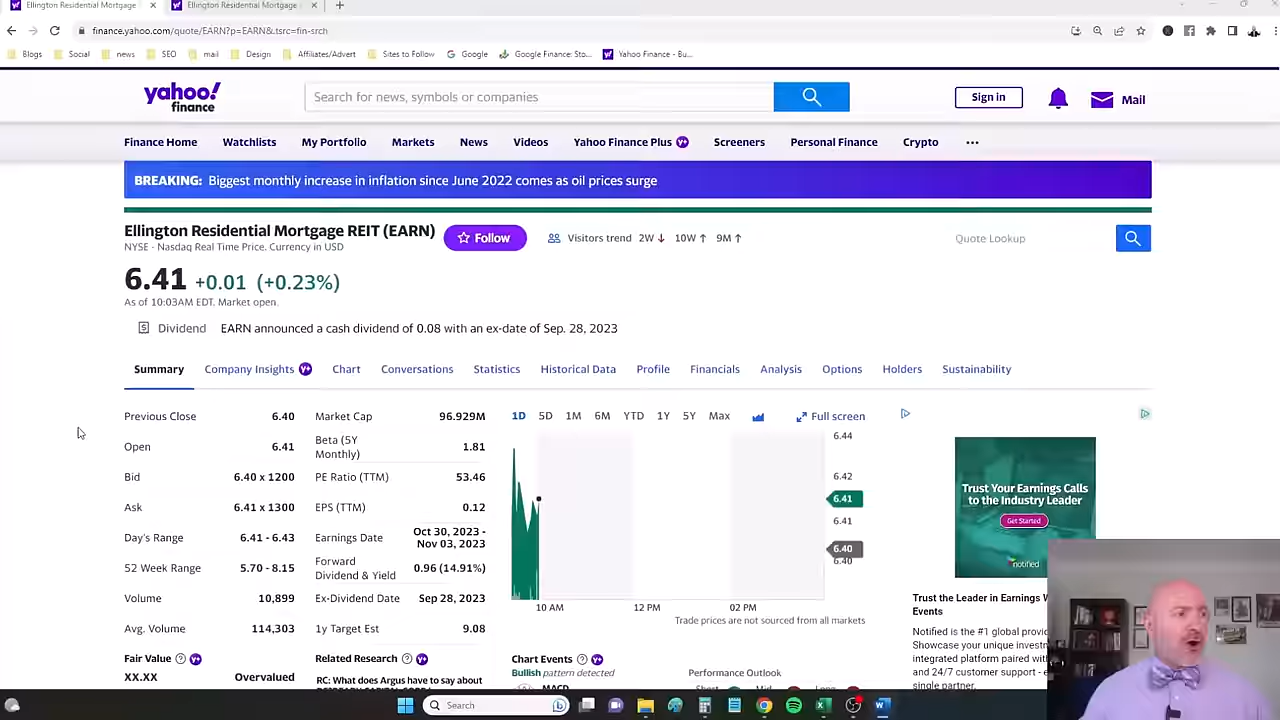 Ellington Residential Mortgage
Ellington Residential Mortgage
finance.yahoo.com/quote/EARN?p=EARN&.tsrc=fin-srch
Blogs Social news SEO mail Design Affiliates/Advert Sites to Follow Google Google Finance: Sto... Yahoo Finance - Bu...
yahoo!
finance
Search for news, symbols or companies
Sign in
Mail
Finance Home Watchlists My Portfolio Markets News Videos Yahoo Finance Plus Screeners Personal Finance Crypto ...
BREAKING: Biggest monthly increase in inflation since June 2022 comes as oil prices surge
Ellington Residential Mortgage REIT (EARN)
Follow
Visitors trend 2W ↓ 10W ↑ 9M ↑
Quote Lookup
NYSE - Nasdaq Real Time Price. Currency in USD
6.41 +0.01 (+0.23%)
As of 10:03AM EDT. Market open.
Dividend EARN announced a cash dividend of 0.08 with an ex-date of Sep. 28, 2023
Summary Company Insights Chart Conversations Statistics Historical Data Profile Financials Analysis Options Holders Sustainability
Previous Close 6.40
Open 6.41
Bid 6.40 x 1200
Ask 6.41 x 1300
Day's Range 6.41 - 6.43
52 Week Range 5.70 - 8.15
Volume 10,899
Avg. Volume 114,303
Fair Value
XX.XX Overvalued
Market Cap 96.929M
Beta (5Y
Monthly) 1.81
PE Ratio (TTM) 53.46
EPS (TTM) 0.12
Earnings Date Oct 30, 2023 -
Nov 03, 2023
Forward
Dividend & Yield 0.96 (14.91%)
Ex-Dividend Date Sep 28, 2023
1y Target Est 9.08
Related Research
RC: What does Argus have to say about
1D 5D 1M 6M YTD 1Y 5Y Max
Full screen
6.44
6.42
6.41
6.41
6.40
6.40
10 AM 12 PM 02 PM
Trade prices are not sourced from all markets
Chart Events
Bullish pattern detected
MACD
Performance Outlook
Short Mid Long
Trust Your Earnings Calls
to the Industry Leader
Get Started
notified
Trust the Leader in Earnings
Events
Notified is the #1 global
Showcase your unique
integrated platform paired with
and 24/7 customer support -
single partner.
Search